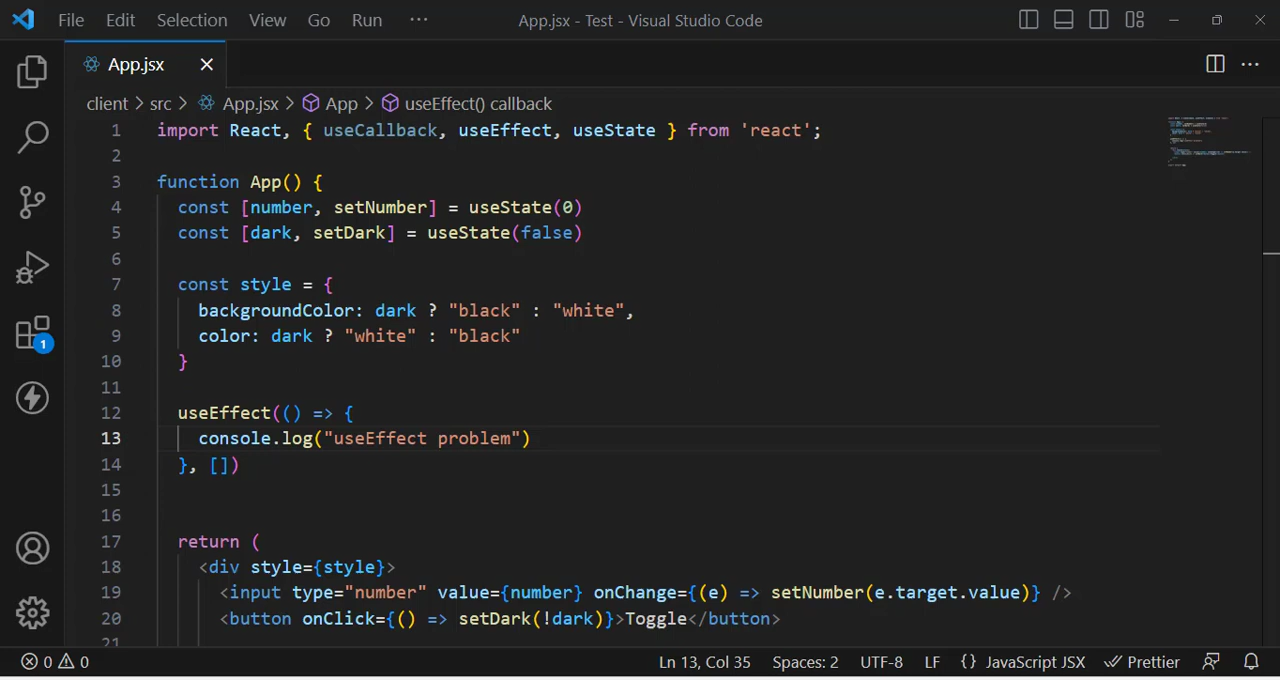 File Edit Selection View Go Run ··· App.jsx - Test - Visual Studio Code
App.jsx
client > src > App.jsx > App > useEffect() callback
1 import React, { useCallback, useEffect, useState } from 'react';
2
3 function App() {
4 const [number, setNumber] = useState(0)
5 const [dark, setDark] = useState(false)
6
7 const style = {
8 backgroundColor: dark ? "black" : "white",
9 color: dark ? "white" : "black"
10 }
11
12 useEffect(() => {
13 console.log("useEffect problem")
14 }, [])
15
16
17 return (
18 <div style={style}>
19 <input type="number" value={number} onChange={(e) => setNumber(e.target.value)} />
20 <button onClick={() => setDark(!dark)}>Toggle</button>
21
1
0 0 Ln 13, Col 35 Spaces: 2 UTF-8 LF {} JavaScript JSX Prettier